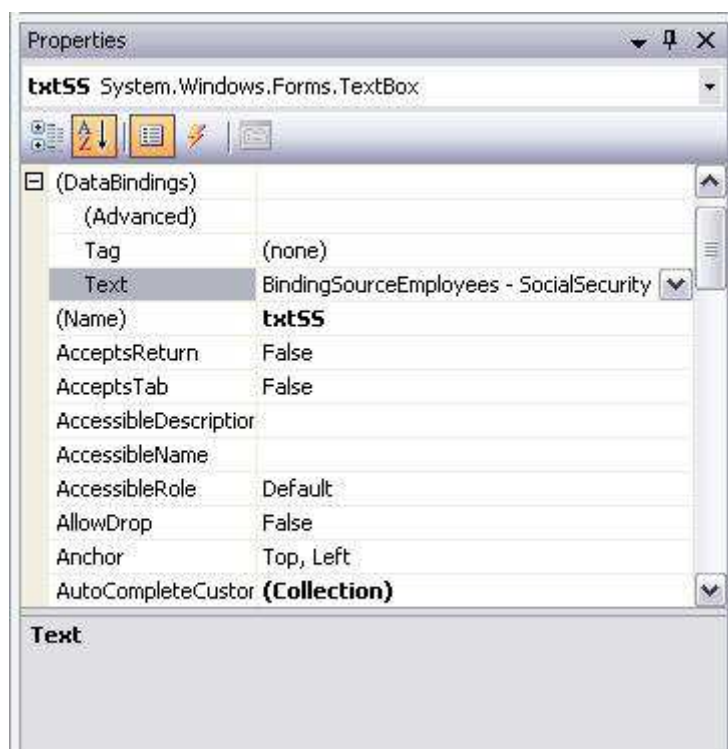 Properties
txtSS System.Windows.Forms.TextBox
(DataBindings)
(Advanced)
Tag (none)
Text BindingSourceEmployees - SocialSecurity
(Name) txtSS
AcceptsReturn False
AcceptsTab False
AccessibleDescription
AccessibleName
AccessibleRole Default
AllowDrop False
Anchor Top, Left
AutoCompleteCustor (Collection)
Text